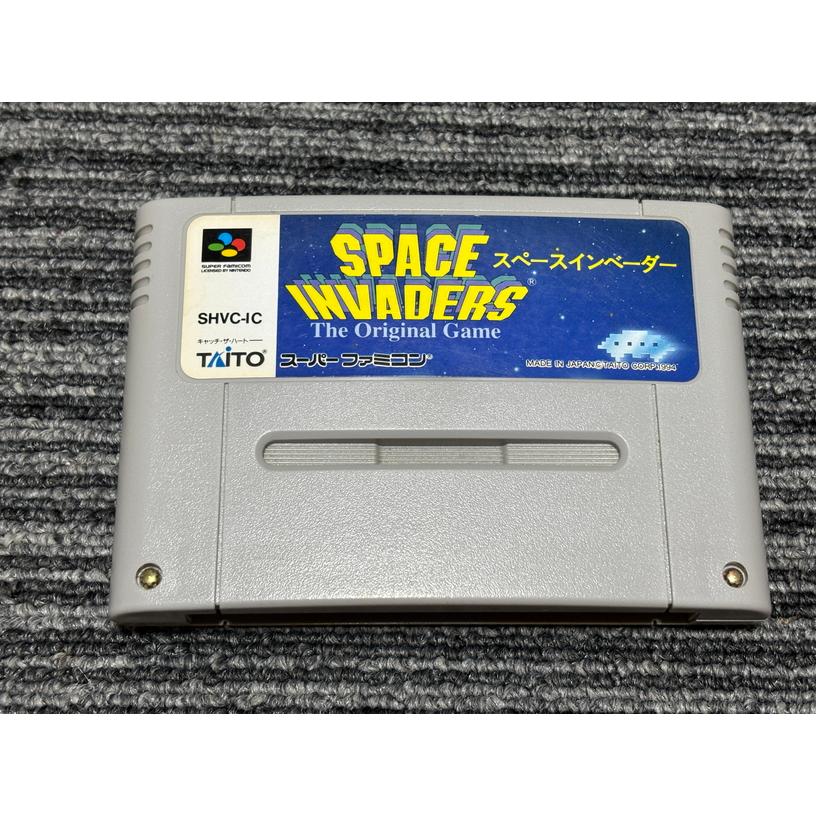 SUPER FAMICOM
LICENSED BY NINTENDO
SHVC-IC
キャッチ・ザ・ハート
TAITO
SPACE
INVADERS®
The Original Game
スペースインベーダー
スーパーファミコン®
MADE IN JAPAN©TAITO CORP.1994